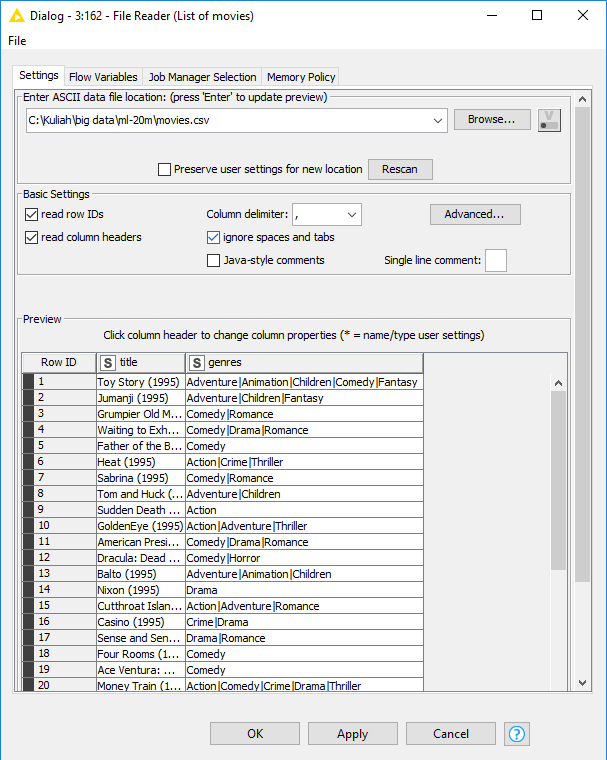 Dialog - 3:162 - File Reader (List of movies)
File
Settings Flow Variables Job Manager Selection Memory Policy
Enter ASCII data file location: (press 'Enter' to update preview)
C:\Kuliah\big data\ml-20m\movies.csv Browse... V
Preserve user settings for new location Rescan
Basic Settings
read row IDs Column delimiter: , Advanced...
read column headers ignore spaces and tabs
Java-style comments Single line comment:
Preview
Click column header to change column properties (* = name/type user settings)
Row ID S title S genres
1 Toy Story (1995) Adventure|Animation|Children|Comedy|Fantasy
2 Jumanji (1995) Adventure|Children|Fantasy
3 Grumpier Old M... Comedy|Romance
4 Waiting to Exh... Comedy|Drama|Romance
5 Father of the B... Comedy
6 Heat (1995) Action|Crime|Thriller
7 Sabrina (1995) Comedy|Romance
8 Tom and Huck (... Adventure|Children
9 Sudden Death ... Action
10 GoldenEye (1995) Action|Adventure|Thriller
11 American Presi... Comedy|Drama|Romance
12 Dracula: Dead ... Comedy|Horror
13 Balto (1995) Adventure|Animation|Children
14 Nixon (1995) Drama
15 Cutthroat Islan... Action|Adventure|Romance
16 Casino (1995) Crime|Drama
17 Sense and Sen... Drama|Romance
18 Four Rooms (1... Comedy
19 Ace Ventura: ... Comedy
20 Money Train (1... Action|Comedy|Crime|Drama|Thriller
OK Apply Cancel ?